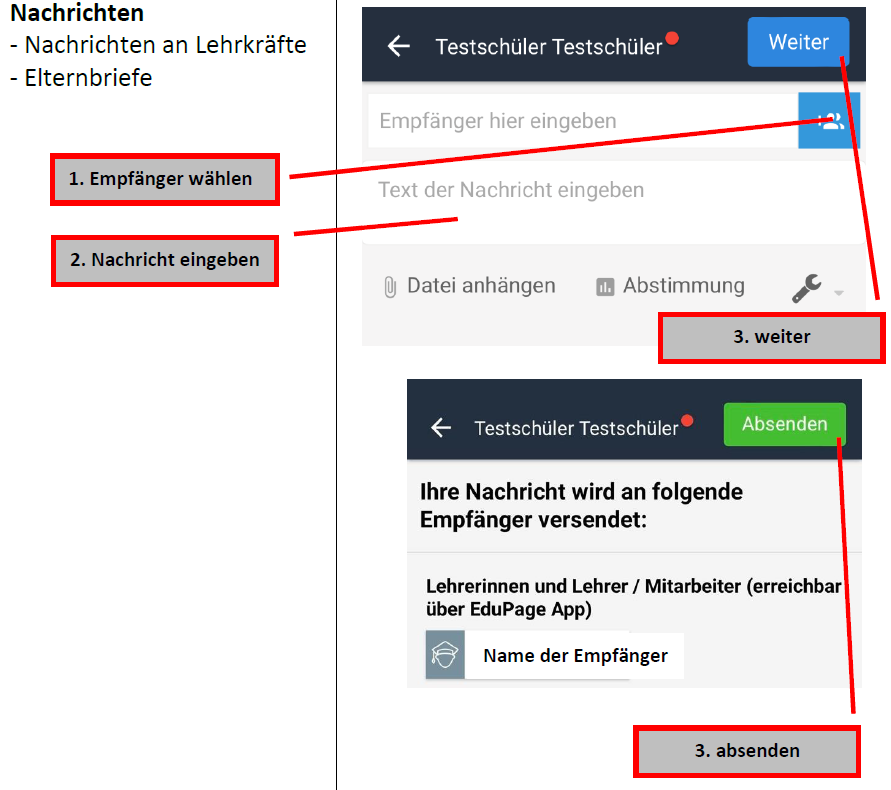 Nachrichten
- Nachrichten an Lehrkräfte
- Elternbriefe
1. Empfänger wählen
2. Nachricht eingeben
Testschüler Testschüler
Weiter
Empfänger hier eingeben
Text der Nachricht eingeben
Datei anhängen
Abstimmung
3. weiter
Testschüler Testschüler
Absenden
Ihre Nachricht wird an folgende
Empfänger versendet:
Lehrerinnen und Lehrer / Mitarbeiter (erreichbar
über EduPage App)
Name der Empfänger
3. absenden